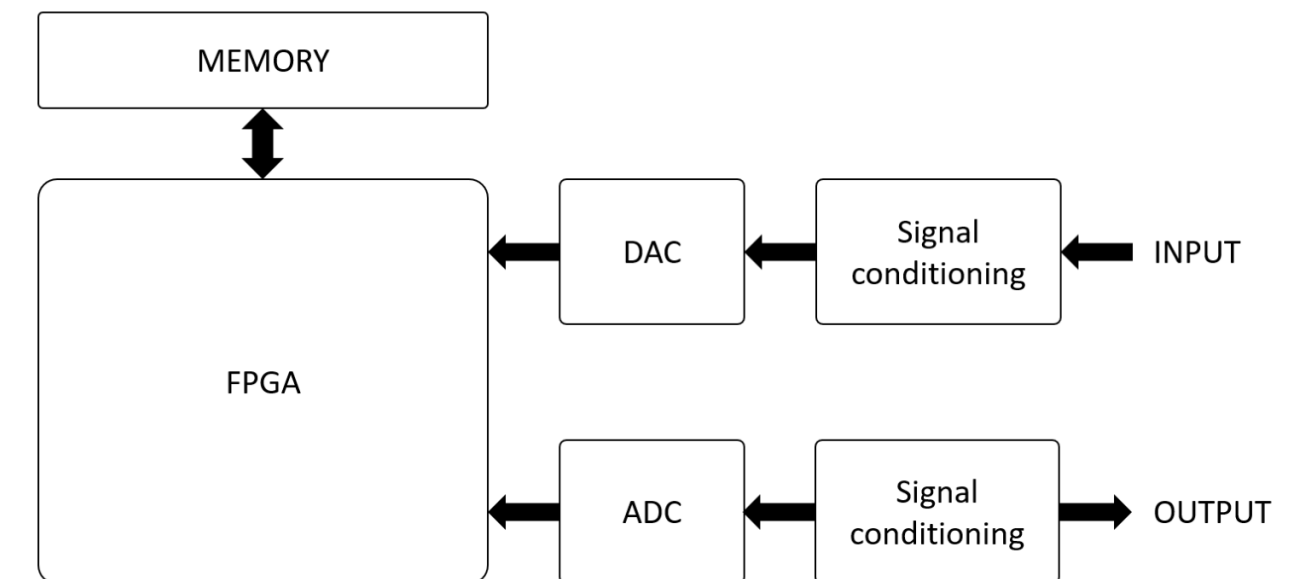 MEMORY
FPGA
DAC
Signal
conditioning
INPUT
ADC
Signal
conditioning
OUTPUT